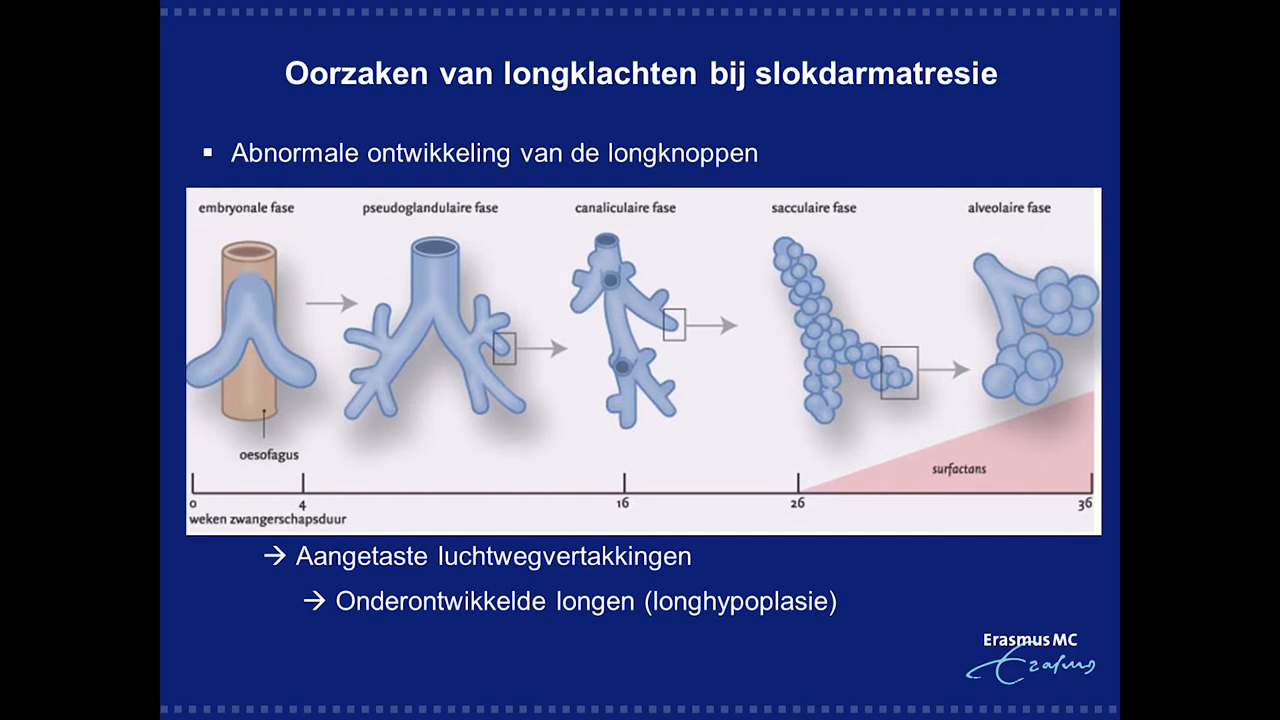 Oorzaken van longklachten bij slokdarmatresie
▪ Abnormale ontwikkeling van de longknoppen
embryonale fase pseudoglandulaire fase canaliculaire fase sacculaire fase alveolaire fase
oesofagus
surfactans
0 4 16 26 36
weken zwangerschapsduur
→ Aangetaste luchtwegvertakkingen
→ Onderontwikkelde longen (longhypoplasie)
Erasmus MC
Erasmus